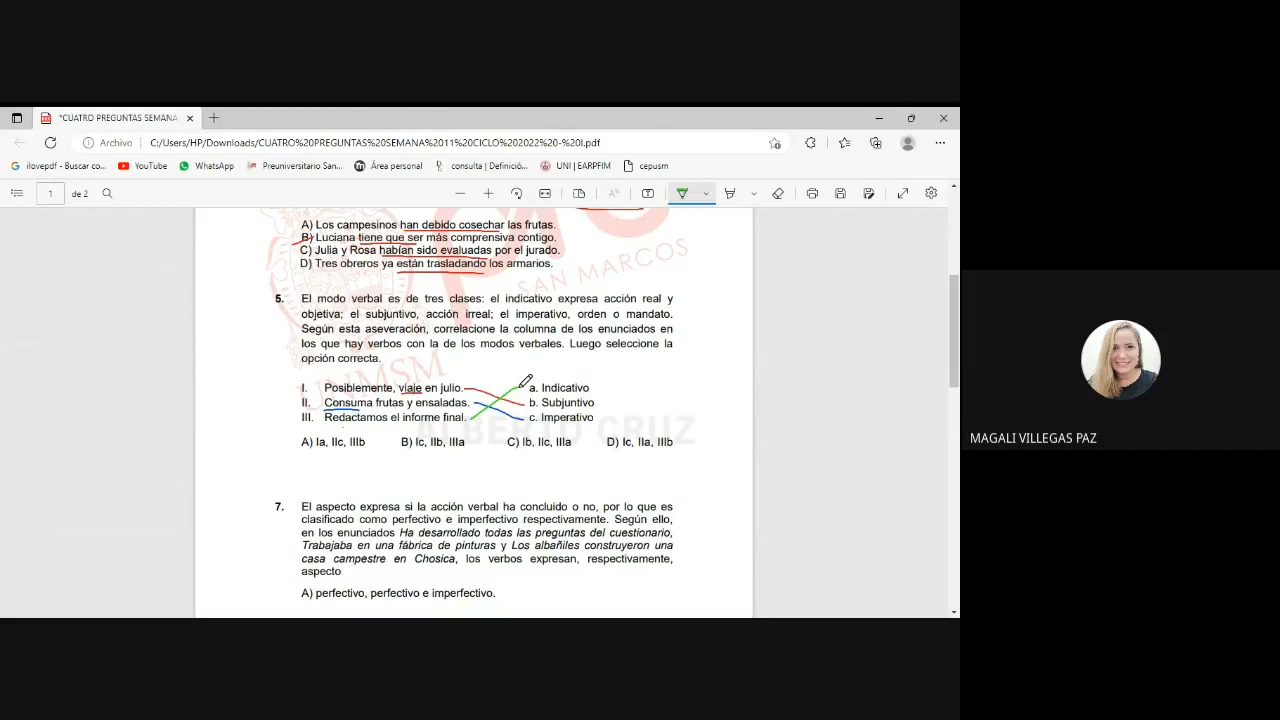 *CUATRO PREGUNTAS SEMANA
Archivo
C:/Users/HP/Downloads/CUATRO%20PREGUNTAS%20SEMANA%2011%20CICLO%202022%20-%20I.pdf
ilovepdf - Buscar co...
YouTube
WhatsApp
Preuniversitario San...
Área personal
consulta | Definició...
UNI | EARPFIM
cepusm
1 de 2
A) Los campesinos han debido cosechar las frutas.
B) Luciana tiene que ser más comprensiva contigo.
C) Julia y Rosa habían sido evaluadas por el jurado.
D) Tres obreros ya están trasladando los armarios.
SAN MARCOS
5. El modo verbal es de tres clases: el indicativo expresa acción real y
objetiva; el subjuntivo, acción irreal; el imperativo, orden o mandato.
Según esta aseveración, correlacione la columna de los enunciados en
los que hay verbos con la de los modos verbales. Luego seleccione la
opción correcta.
UNMSM
I. Posiblemente, viaje en julio. a. Indicativo
II. Consuma frutas y ensaladas. b. Subjuntivo
III. Redactamos el informe final. c. Imperativo
ALBERTO CRUZ
A) Ia, IIc, IIIb B) Ic, IIb, IIIa C) Ib, IIc, IIIa D) Ic, IIa, IIIb
7. El aspecto expresa si la acción verbal ha concluido o no, por lo que es
clasificado como perfectivo e imperfectivo respectivamente. Según ello,
en los enunciados Ha desarrollado todas las preguntas del cuestionario,
Trabajaba en una fábrica de pinturas y Los albañiles construyeron una
casa campestre en Chosica, los verbos expresan, respectivamente,
aspecto
A) perfectivo, perfectivo e imperfectivo.
MAGALI VILLEGAS PAZ